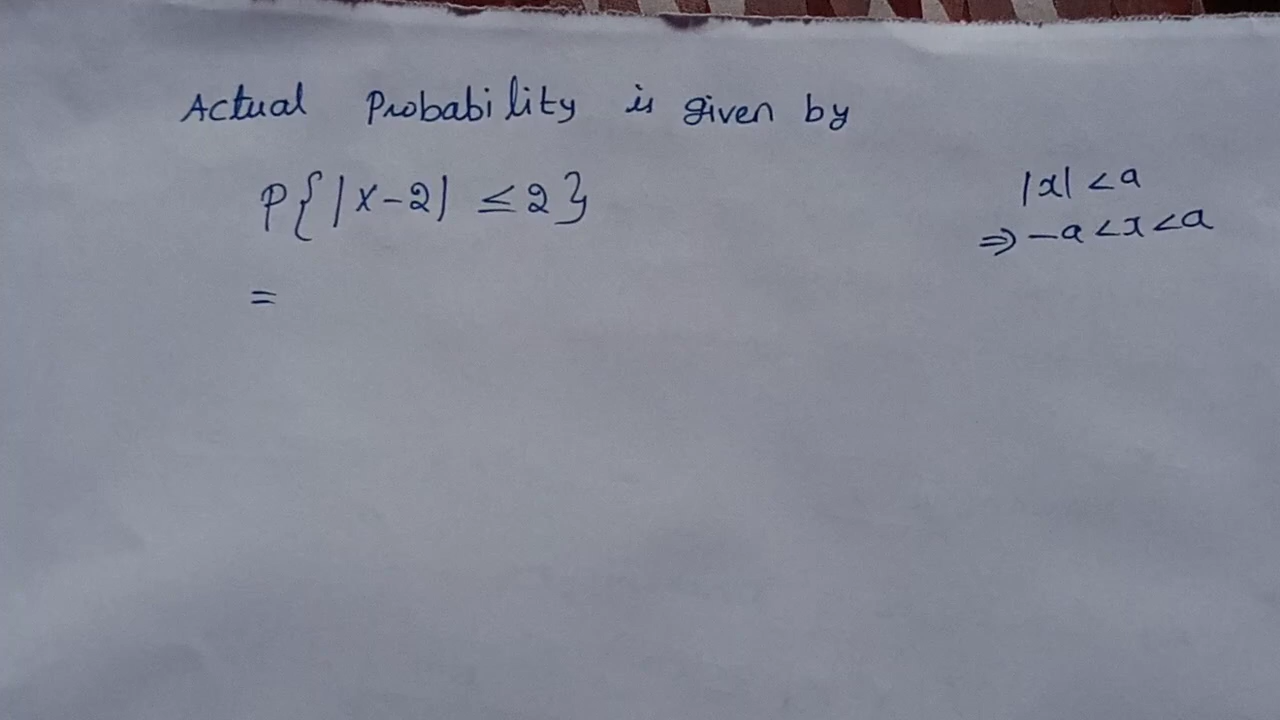 Actual Probability is given by
P{|X-2| ≤ 2}
=
|x| < a
⇒ -a < x < a